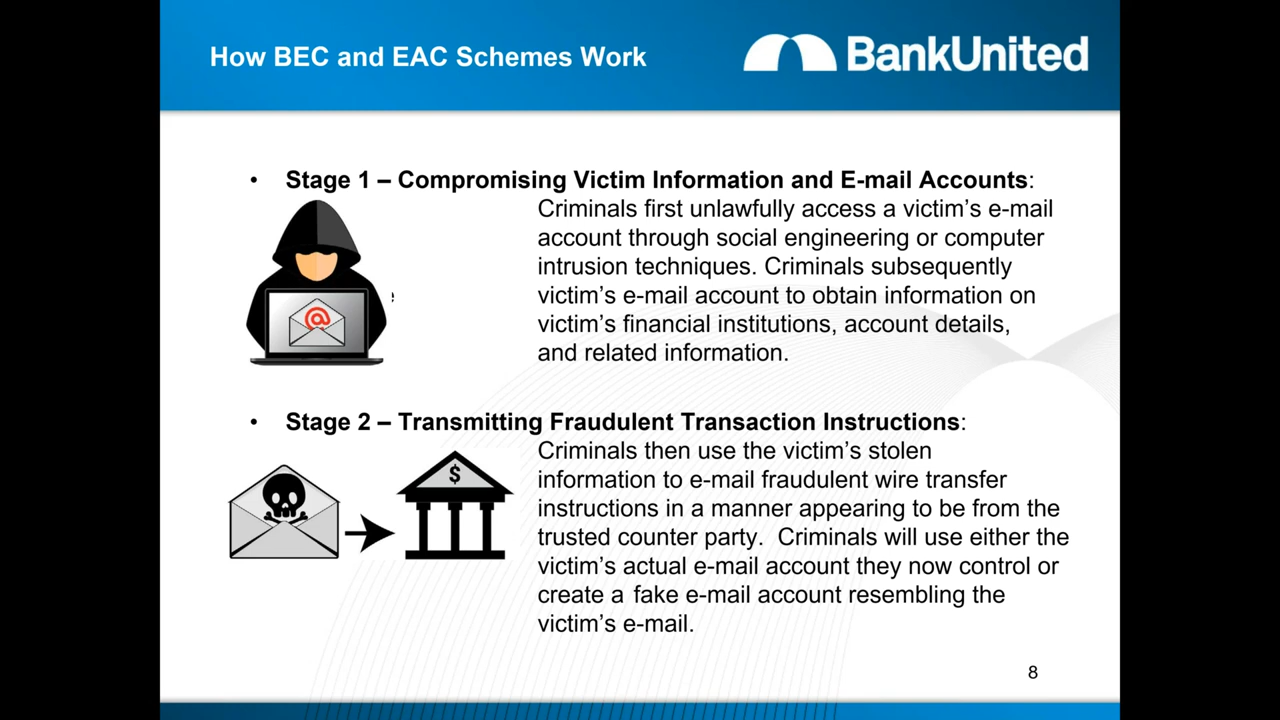 How BEC and EAC Schemes Work
BankUnited
• Stage 1 – Compromising Victim Information and E-mail Accounts:
Criminals first unlawfully access a victim’s e-mail
account through social engineering or computer
intrusion techniques. Criminals subsequently
victim’s e-mail account to obtain information on
victim’s financial institutions, account details,
and related information.
@
• Stage 2 – Transmitting Fraudulent Transaction Instructions:
Criminals then use the victim’s stolen
information to e-mail fraudulent wire transfer
instructions in a manner appearing to be from the
trusted counter party.  Criminals will use either the
victim’s actual e-mail account they now control or
create a fake e-mail account resembling the
victim’s e-mail.
$
8